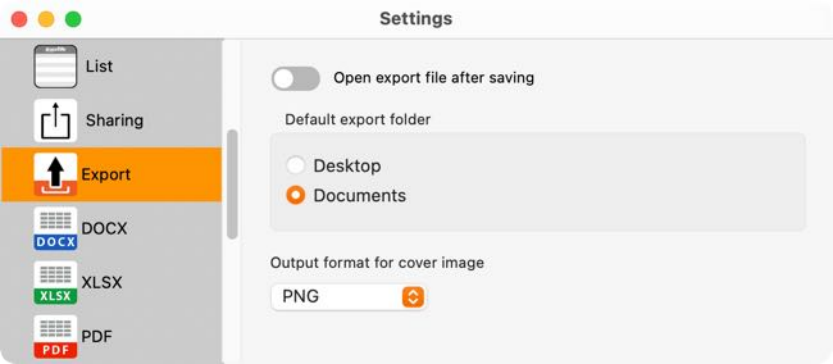 Settings
List
Sharing
Export
DOCX
DOCX
XLSX
XLSX
PDF
PDF
Open export file after saving
Default export folder
Desktop
Documents
Output format for cover image
PNG